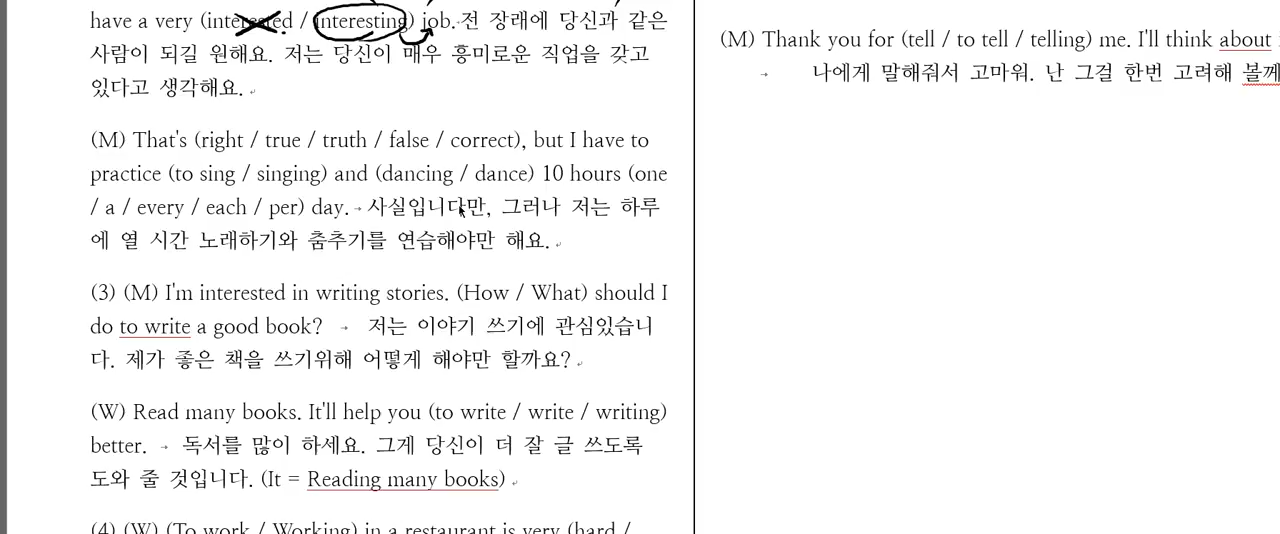 have a very (interested / interesting) job. 전 장래에 당신과 같은
사람이 되길 원해요. 저는 당신이 매우 흥미로운 직업을 갖고
있다고 생각해요.
(M) That's (right / true / truth / false / correct), but I have to
practice (to sing / singing) and (dancing / dance) 10 hours (one
/ a / every / each / per) day. → 사실입니다만, 그러나 저는 하루
에 열 시간 노래하기와 춤추기를 연습해야만 해요.
(3) (M) I'm interested in writing stories. (How / What) should I
do to write a good book? → 저는 이야기 쓰기에 관심있습니
다. 제가 좋은 책을 쓰기위해 어떻게 해야만 할까요?
(W) Read many books. It'll help you (to write / write / writing)
better. → 독서를 많이 하세요. 그게 당신이 더 잘 글 쓰도록
도와 줄 것입니다. (It = Reading many books)
(4) (W) (To work / Working) in a restaurant is very (hard /
(M) Thank you for (tell / to tell / telling) me. I'll think about
→ 나에게 말해줘서 고마워. 난 그걸 한번 고려해 볼께